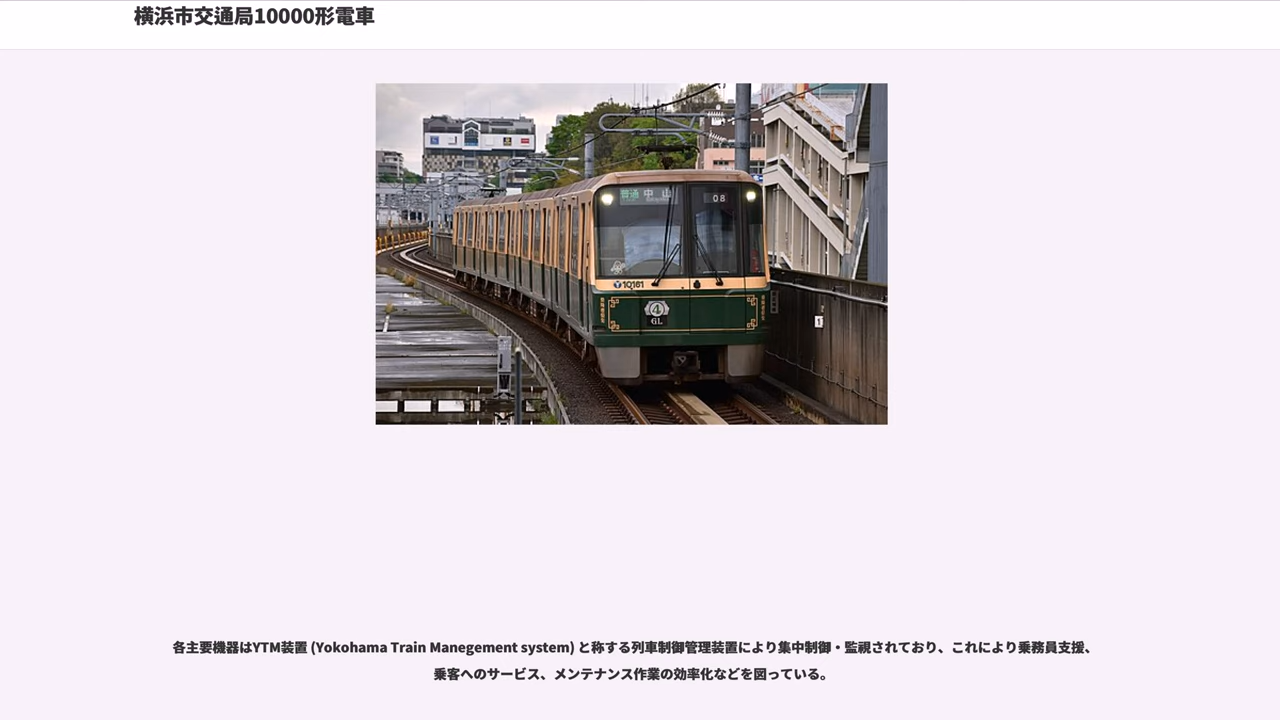 横浜市交通局10000形電車
普通 中山
08
10161
④
6L
各主要機器はYTM装置 (Yokohama Train Manegement system) と称する列車制御管理装置により集中制御・監視されており、これにより乗務員支援、
乗客へのサービス、メンテナンス作業の効率化などを図っている。